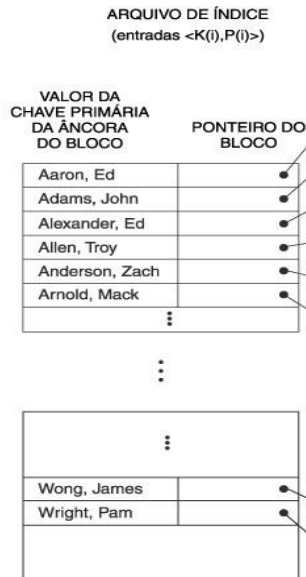 ARQUIVO DE ÍNDICE
(entradas <K(i),P(i)>)
VALOR DA
CHAVE PRIMÁRIA
DA ÂNCORA
DO BLOCO
PONTEIRO DO
BLOCO
Aaron, Ed
Adams, John
Alexander, Ed
Allen, Troy
Anderson, Zach
Arnold, Mack
Wong, James
Wright, Pam